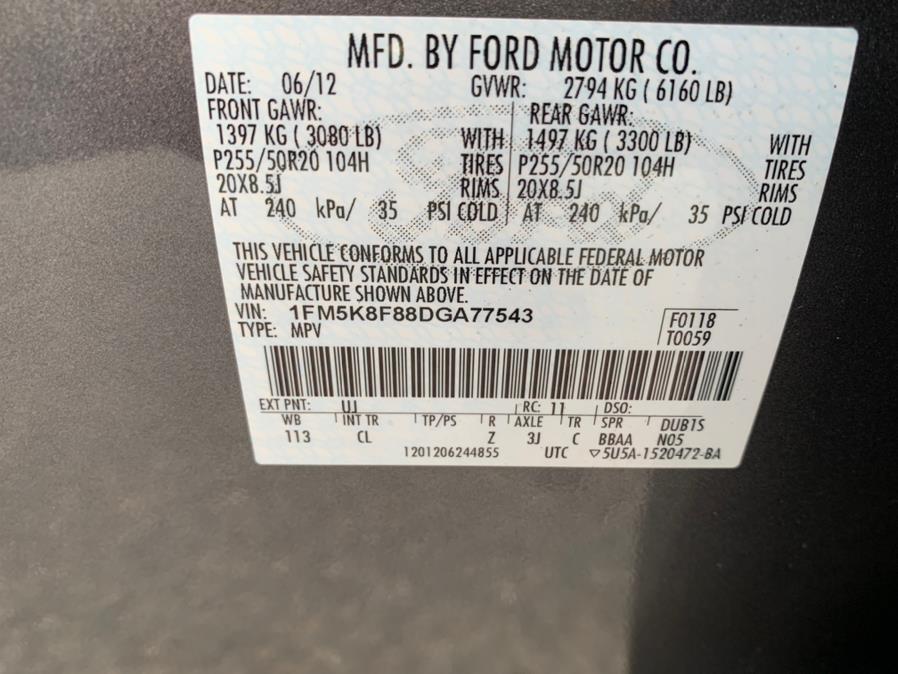 MFD. BY FORD MOTOR CO.
DATE: 06/12 GVWR: 2794 KG ( 6160 LB)
FRONT GAWR: REAR GAWR:
1397 KG ( 3080 LB) WITH 1497 KG ( 3300 LB) WITH
P255/50R20 104H TIRES P255/50R20 104H TIRES
20X8.5J RIMS 20X8.5J RIMS
AT 240 kPa/ 35 PSI COLD AT 240 kPa/ 35 PSI COLD
THIS VEHICLE CONFORMS TO ALL APPLICABLE FEDERAL MOTOR
VEHICLE SAFETY STANDARDS IN EFFECT ON THE DATE OF
MANUFACTURE SHOWN ABOVE.
VIN: 1FM5K8F88DGA77543 F0118
TYPE: MPV T0059
EXT PNT: UJ RC: 11 DSO:
WB INT TR TP/PS R AXLE TR SPR DUB1S
113 CL Z 3J C BBAA N05
1201206244855 UTC ▽5U5A-1520472-BA
Ford